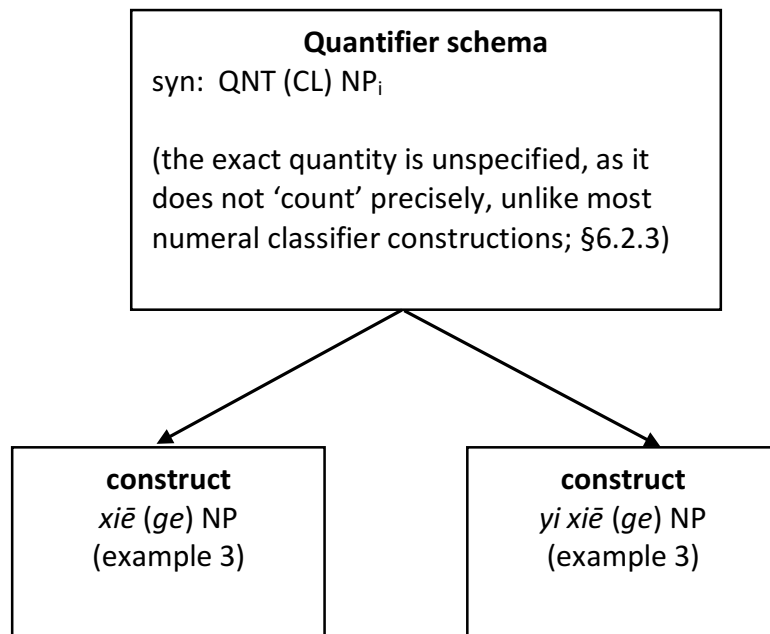 Quantifier schema
syn: QNT (CL) NPi
(the exact quantity is unspecified, as it
does not ‘count’ precisely, unlike most
numeral classifier constructions; §6.2.3)
construct
xiē (ge) NP
(example 3)
construct
yi xiē (ge) NP
(example 3)